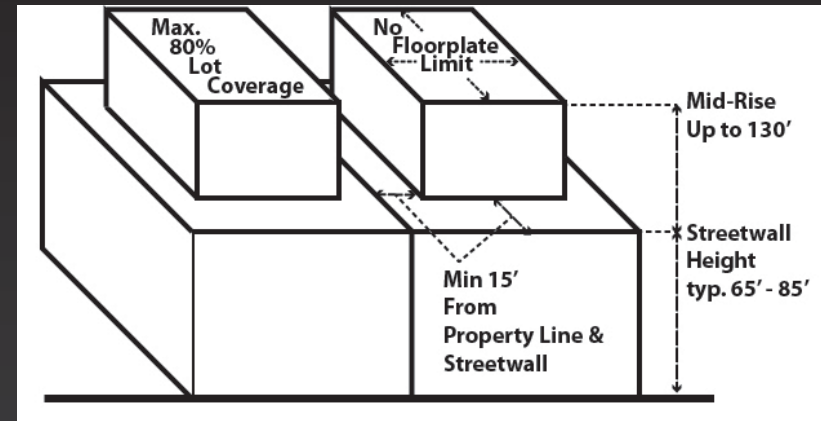 Max.
80%
Lot
Coverage
No
Floorplate
Limit
Mid-Rise
Up to 130’
Streetwall
Height
typ. 65’ - 85’
Min 15’
From
Property Line &
Streetwall